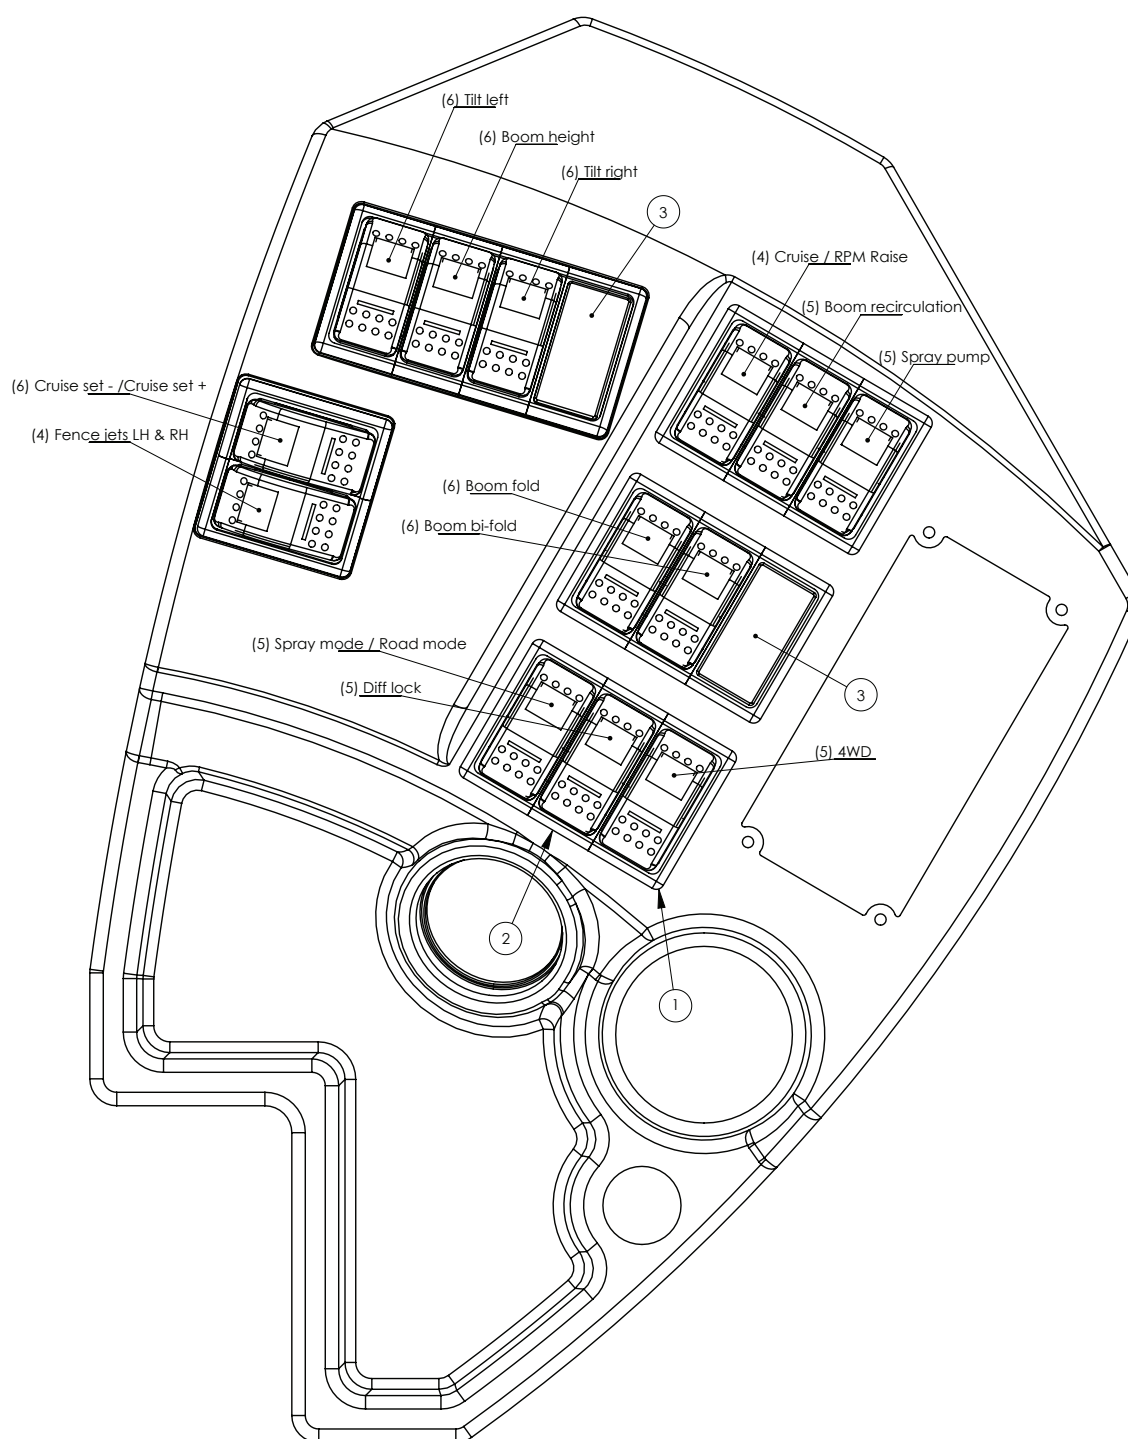 (6) Tilt left
(6) Boom height
(6) Tilt right
3
(4) Cruise / RPM Raise
(5) Boom recirculation
(5) Spray pump
(6) Cruise set - /Cruise set +
(4) Fence jets LH & RH
(6) Boom fold
(6) Boom bi-fold
(5) Spray mode / Road mode
(5) Diff lock
3
(5) 4WD
2
1